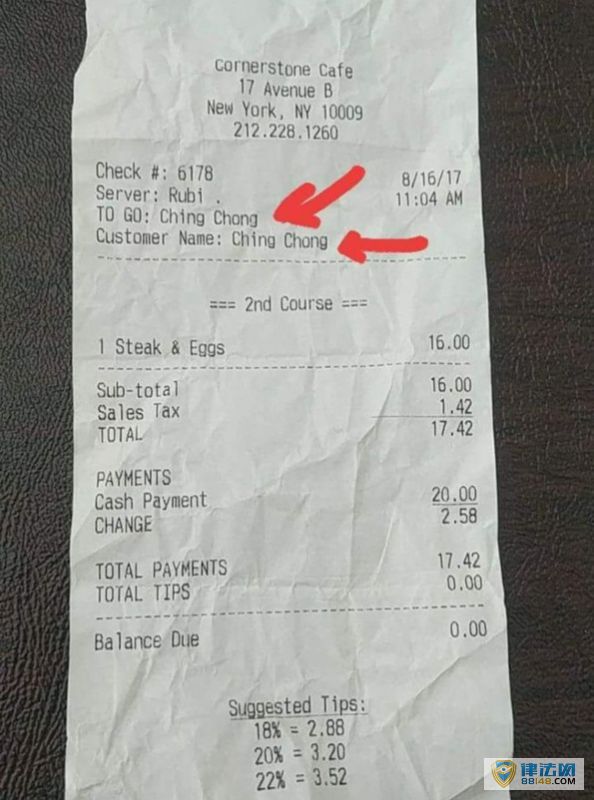 Cornerstone Cafe
17 Avenue B
New York, NY 10009
212.228.1260
Check #: 6178 8/16/17
Server: Rubi . 11:04 AM
TO GO: Ching Chong
Customer Name: Ching Chong
=== 2nd Course ===
1 Steak & Eggs 16.00
Sub-total 16.00
Sales Tax 1.42
TOTAL 17.42
PAYMENTS
Cash Payment 20.00
CHANGE 2.58
TOTAL PAYMENTS 17.42
TOTAL TIPS 0.00
Balance Due 0.00
Suggested Tips:
18% = 2.88
20% = 3.20
22% = 3.52
律法网
88148.COM